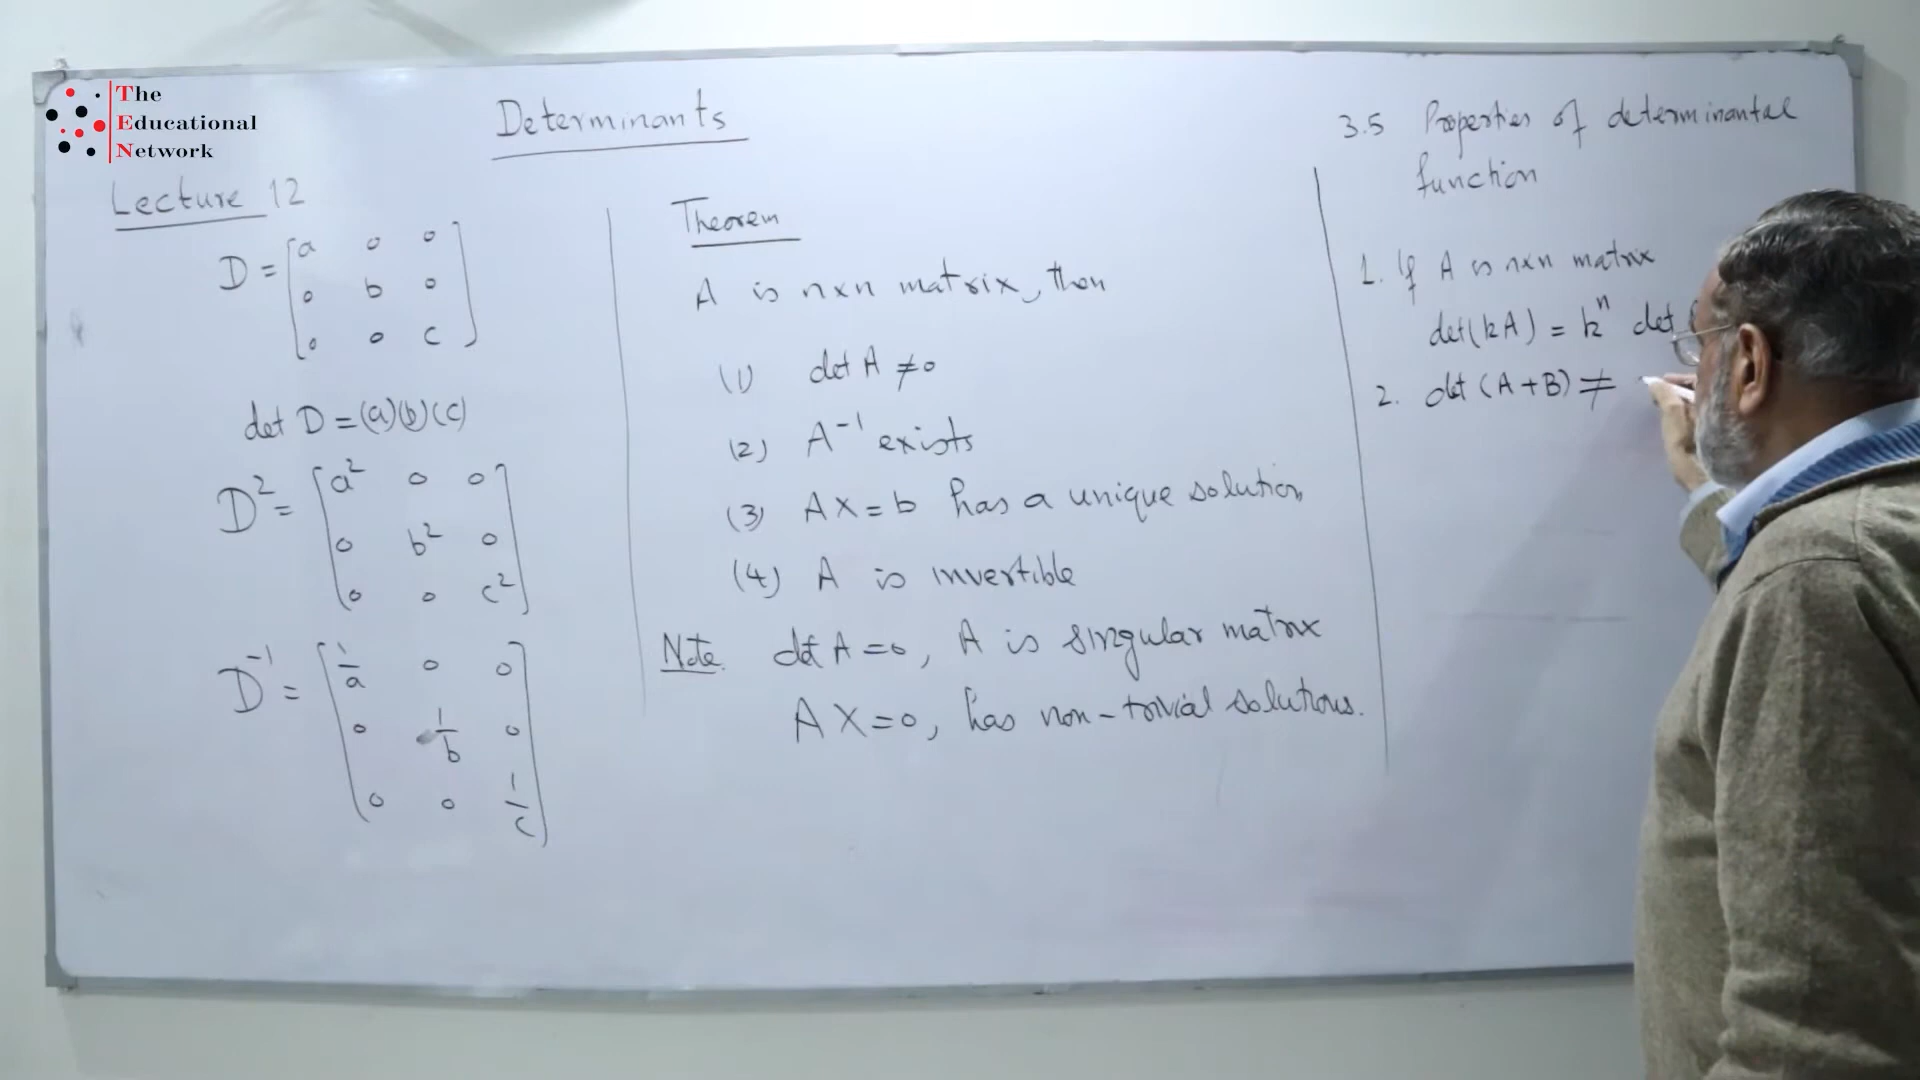 The
Educational
Network
Determinants
Lecture 12
D = [a 0 0
0 b 0
0 0 c]
det D = (a)(b)(c)
D² = [a² 0 0
0 b² 0
0 0 c²]
D⁻¹ = [1/a 0 0
0 1/b 0
0 0 1/c]
Theorem
A is n×n matrix, then
(1) det A ≠ 0
(2) A⁻¹ exists
(3) AX = b has a unique solution
(4) A is invertible
Note. det A = 0, A is singular matrix
AX = 0, has non-trivial solutions.
3.5 Properties of determinantal
function
1. If A is n×n matrix
det(kA) = kⁿ det
2. det (A+B) ≠